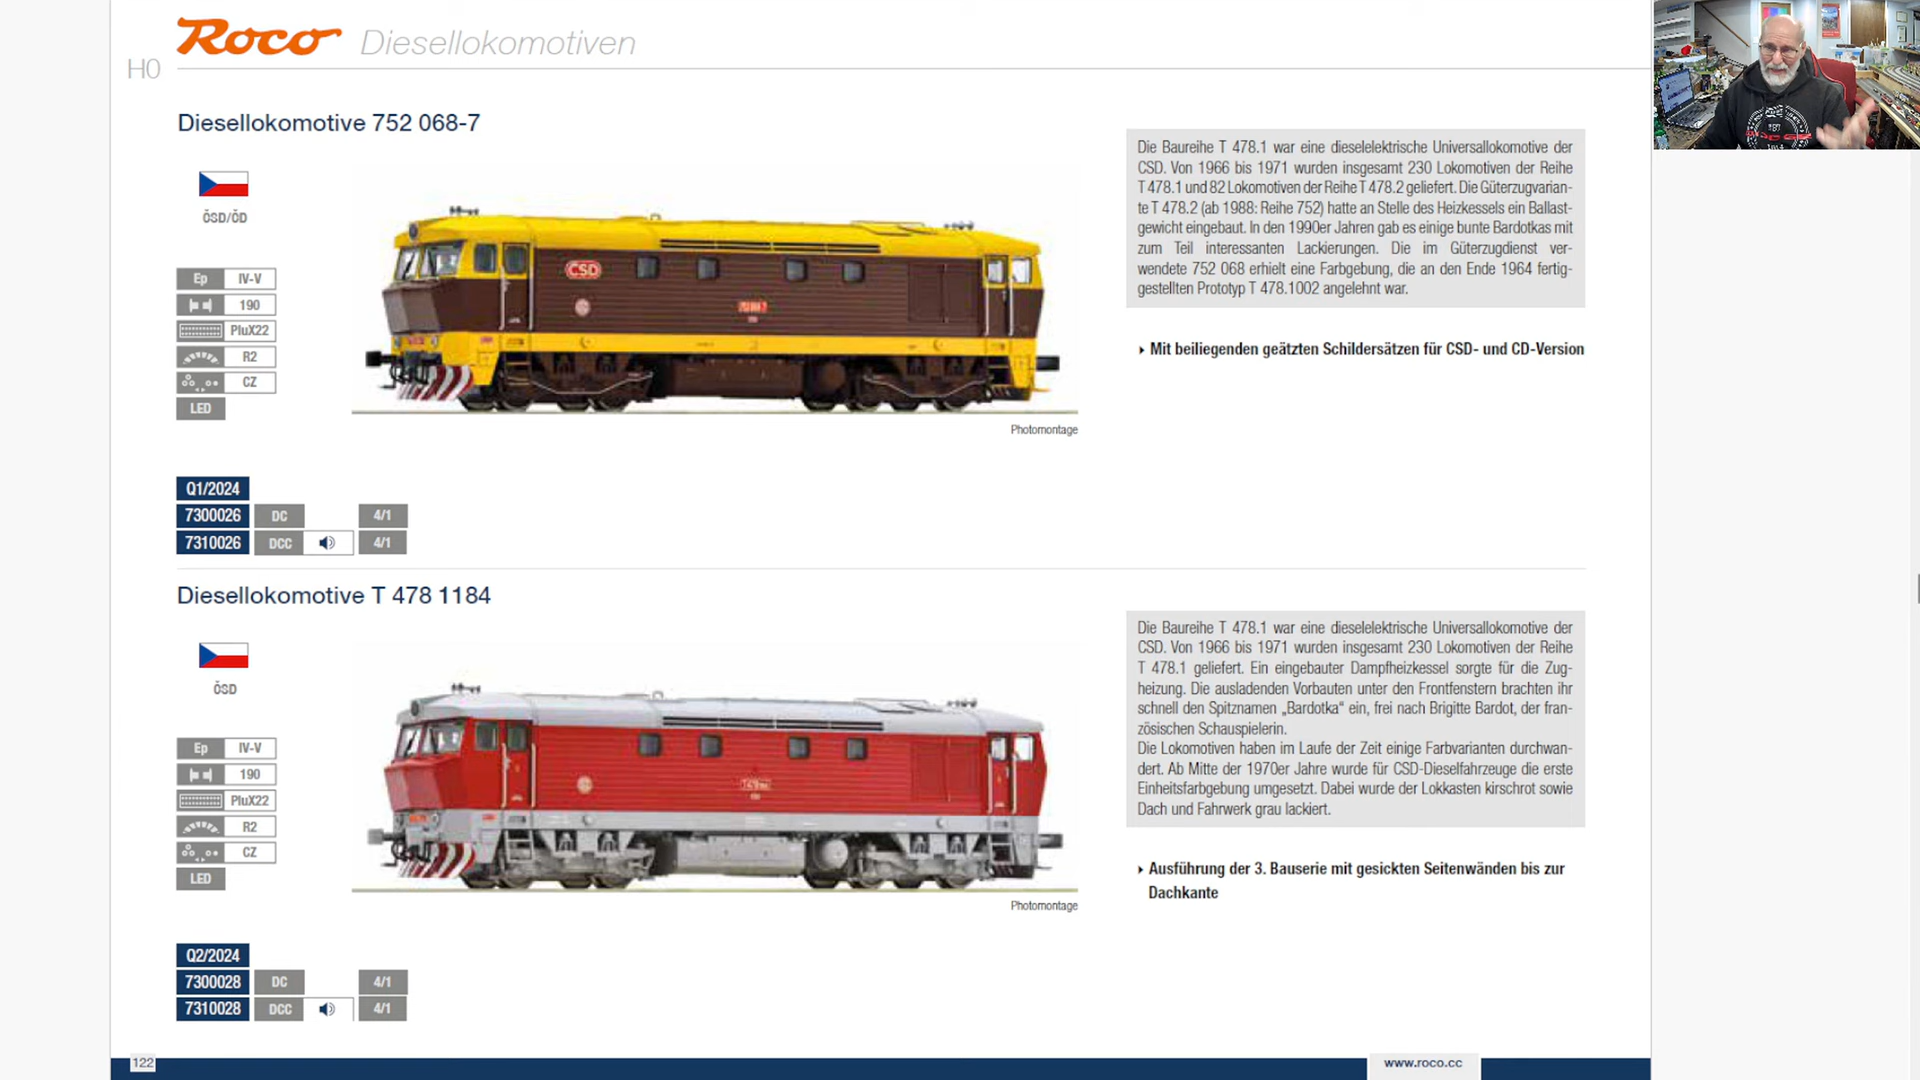 Roco Diesellokomotiven
H0
Diesellokomotive 752 068-7
ČSD/ČD
Ep IV-V
190
PluX22
R2
CZ
LED
CSD
Photomontage
Die Baureihe T 478.1 war eine dieselelektrische Universallokomotive der
CSD. Von 1966 bis 1971 wurden insgesamt 230 Lokomotiven der Reihe
T 478.1 und 82 Lokomotiven der Reihe T 478.2 geliefert. Die Güterzugvarian-
te T 478.2 (ab 1988: Reihe 752) hatte an Stelle des Heizkessels ein Ballast-
gewicht eingebaut. In den 1990er Jahren gab es einige bunte Bardotkas mit
zum Teil interessanten Lackierungen. Die im Güterzugdienst ver-
wendete 752 068 erhielt eine Farbgebung, die an den Ende 1964 fertig-
gestellten Prototyp T 478.1002 angelehnt war.
Mit beiliegenden geätzten Schildersätzen für CSD- und CD-Version
Q1/2024
7300026 DC 4/1
7310026 DCC 4/1
Diesellokomotive T 478 1184
ČSD
Ep IV-V
190
PluX22
R2
CZ
LED
Photomontage
Die Baureihe T 478.1 war eine dieselelektrische Universallokomotive der
CSD. Von 1966 bis 1971 wurden insgesamt 230 Lokomotiven der Reihe
T 478.1 geliefert. Ein eingebauter Dampfheizkessel sorgte für die Zug-
heizung. Die ausladenden Vorbauten unter den Frontfenstern brachten ihr
schnell den Spitznamen „Bardotka“ ein, frei nach Brigitte Bardot, der fran-
zösischen Schauspielerin.
Die Lokomotiven haben im Laufe der Zeit einige Farbvarianten durchwan-
dert. Ab Mitte der 1970er Jahre wurde für CSD-Dieselfahrzeuge die erste
Einheitsfarbgebung umgesetzt. Dabei wurde der Lokkasten kirschrot sowie
Dach und Fahrwerk grau lackiert.
Ausführung der 3. Bauserie mit gesickten Seitenwänden bis zur
Dachkante
Q2/2024
7300028 DC 4/1
7310028 DCC 4/1
122
www.roco.cc